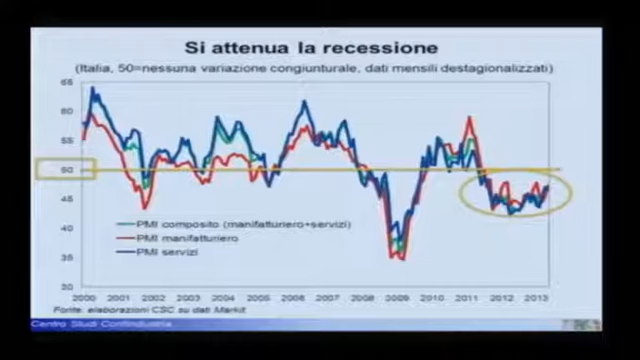 Si attenua la recessione
(Italia, 50=nessuna variazione congiunturale, dati mensili destagionalizzati)
65
60
55
50
45
40
35
30
PMI composito (manifatturiero+servizi)
PMI manifatturiero
PMI servizi
2000 2001 2002 2003 2004 2005 2006 2007 2008 2009 2010 2011 2012 2013
Fonte: elaborazioni CSC su dati Markit
Centro Studi Confindustria